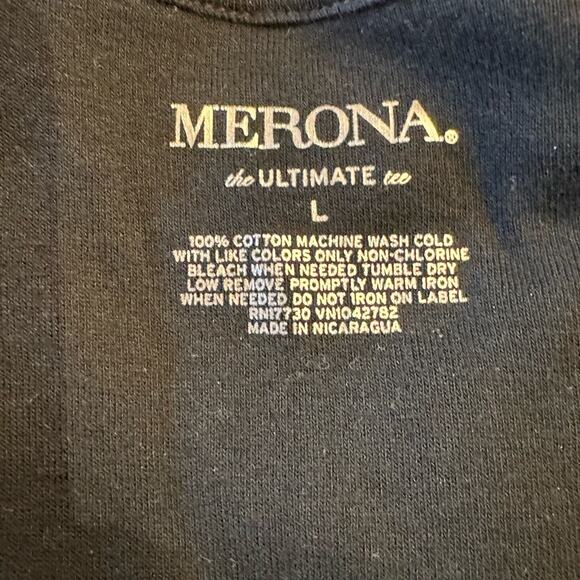 MERONA®
the ULTIMATE tee
L
100% COTTON MACHINE WASH COLD
WITH LIKE COLORS ONLY NON-CHLORINE
BLEACH WHEN NEEDED TUMBLE DRY
LOW REMOVE PROMPTLY WARM IRON
WHEN NEEDED DO NOT IRON ON LABEL
RN17730 VN1042782
MADE IN NICARAGUA